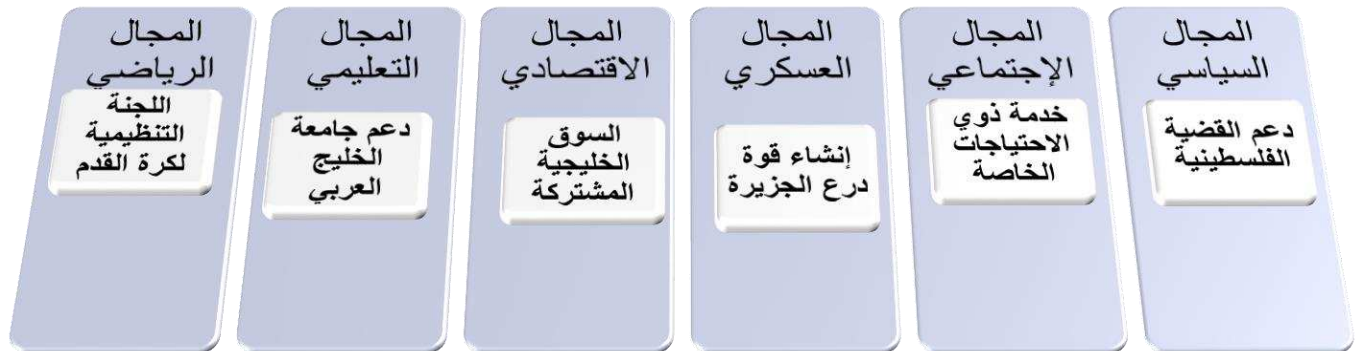 المجال
السياسي
دعم القضية
الفلسطينية
المجال
الإجتماعي
خدمة ذوي
الاحتياجات
الخاصة
المجال
العسكري
إنشاء قوة
درع الجزيرة
المجال
الاقتصادي
السوق
الخليجية
المشتركة
المجال
التعليمي
دعم جامعة
الخليج
العربي
المجال
الرياضي
اللجنة
التنظيمية
لكرة القدم